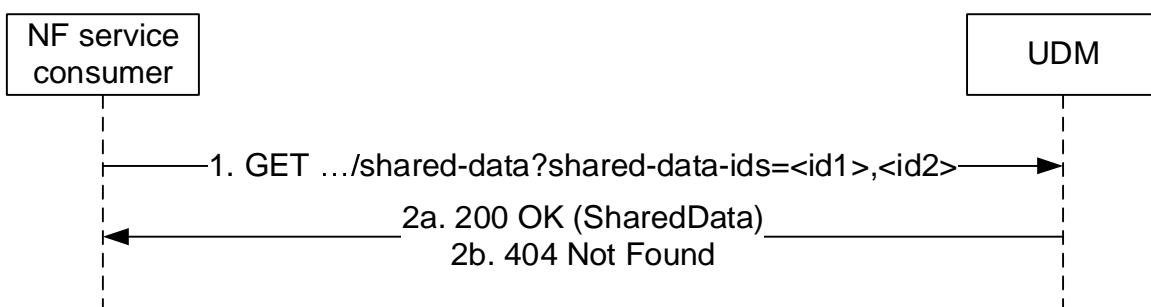 NF service
consumer
UDM
1. GET …/shared-data?shared-data-ids=<id1>,<id2>
2a. 200 OK (SharedData)
2b. 404 Not Found